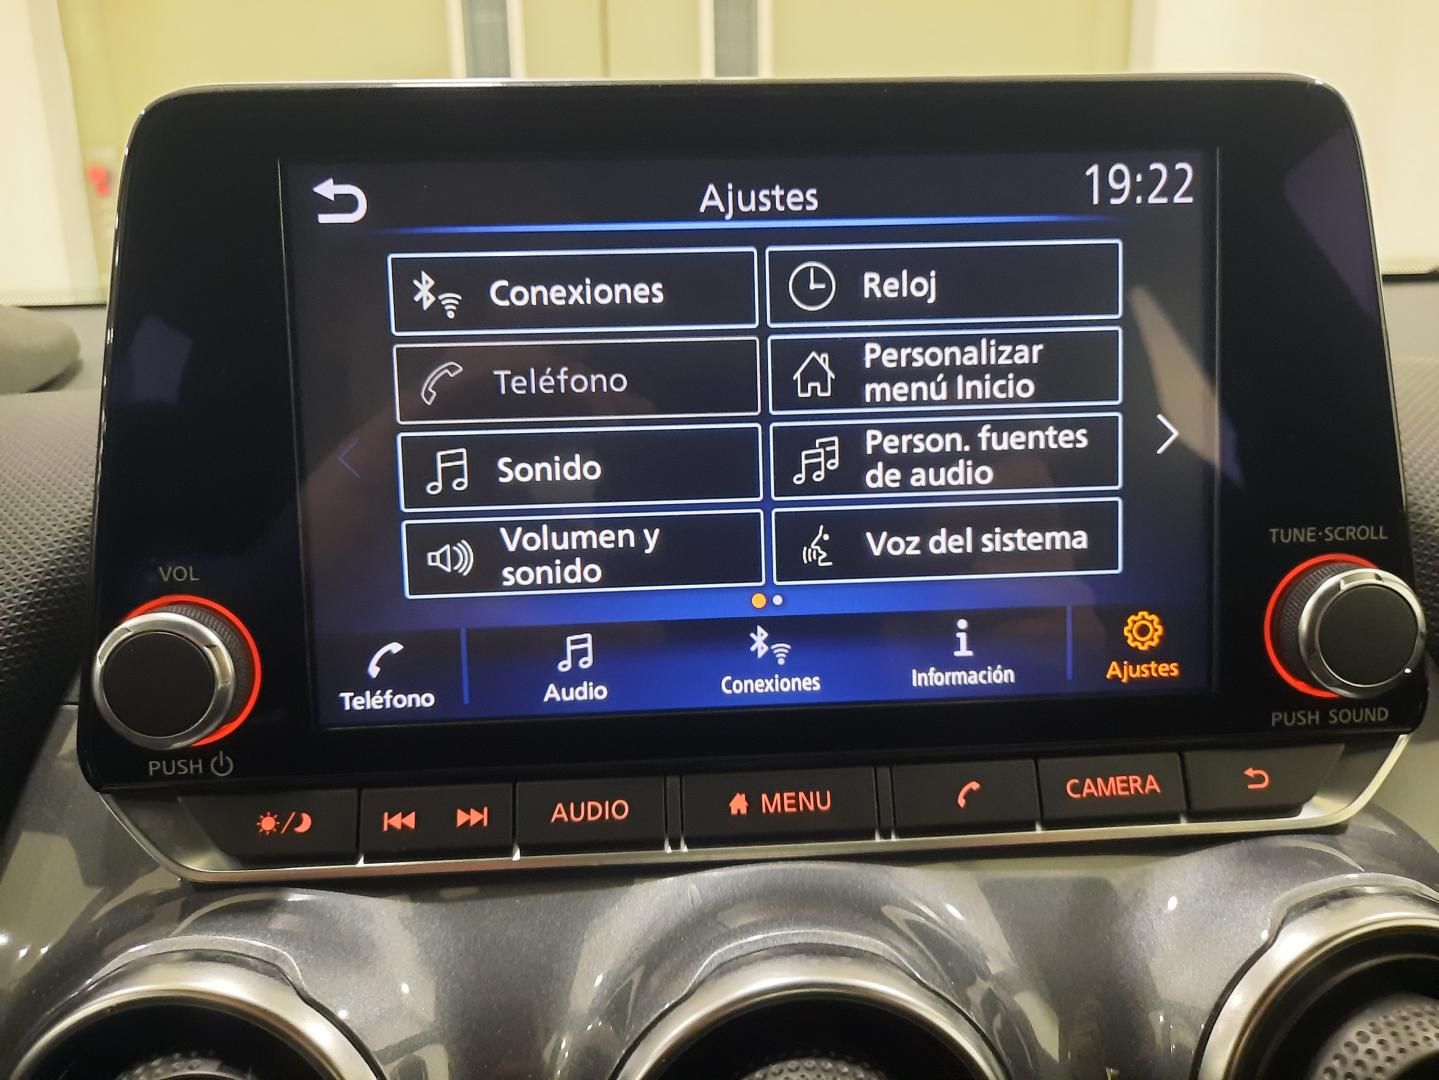 Ajustes
19:22
Conexiones
Reloj
Teléfono
Personalizar
menú Inicio
Sonido
Person. fuentes
de audio
Volumen y
sonido
Voz del sistema
Teléfono
Audio
Conexiones
Información
Ajustes
VOL
PUSH
TUNE·SCROLL
PUSH SOUND
AUDIO
MENU
CAMERA